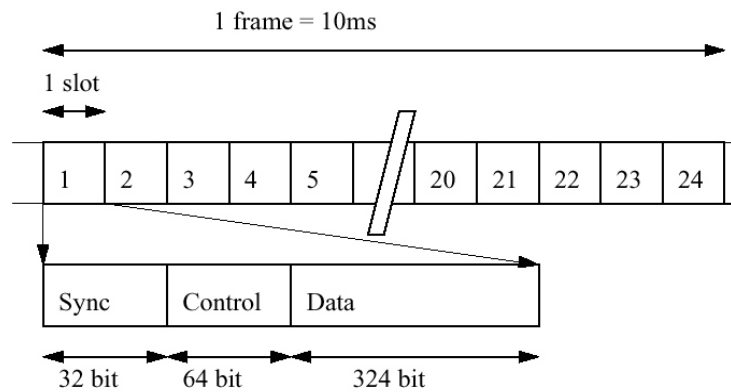 1 frame = 10ms
1 slot
1 2 3 4 5 20 21 22 23 24
Sync Control Data
32 bit 64 bit 324 bit